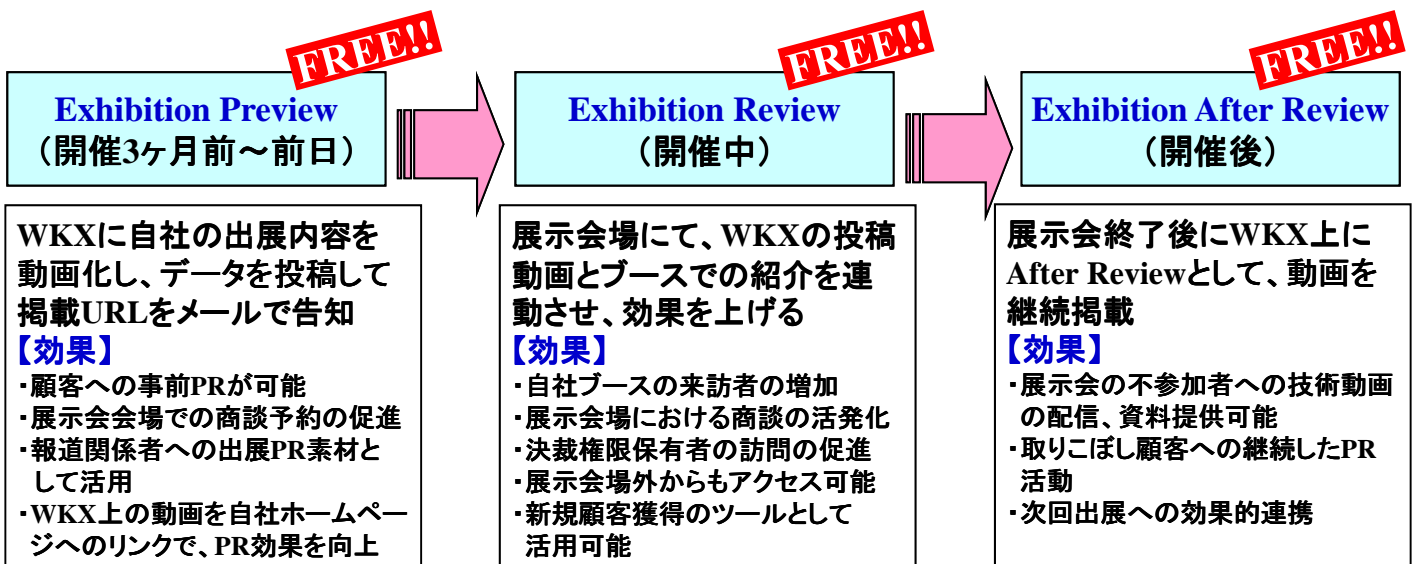 FREE!!
Exhibition Preview
（開催3ヶ月前～前日）
WKXに自社の出展内容を
動画化し、データを投稿して
掲載URLをメールで告知
【効果】
・顧客への事前PRが可能
・展示会会場での商談予約の促進
・報道関係者への出展PR素材と
して活用
・WKX上の動画を自社ホームペー
ジへのリンクで、PR効果を向上
FREE!!
Exhibition Review
（開催中）
展示会場にて、WKXの投稿
動画とブースでの紹介を連
動させ、効果を上げる
【効果】
・自社ブースの来訪者の増加
・展示会場における商談の活発化
・決裁権限保有者の訪問の促進
・展示会場外からもアクセス可能
・新規顧客獲得のツールとして
活用可能
FREE!!
Exhibition After Review
（開催後）
展示会終了後にWKX上に
After Reviewとして、動画を
継続掲載
【効果】
・展示会の不参加者への技術動画
の配信、資料提供可能
・取りこぼし顧客への継続したPR
活動
・次回出展への効果的連携